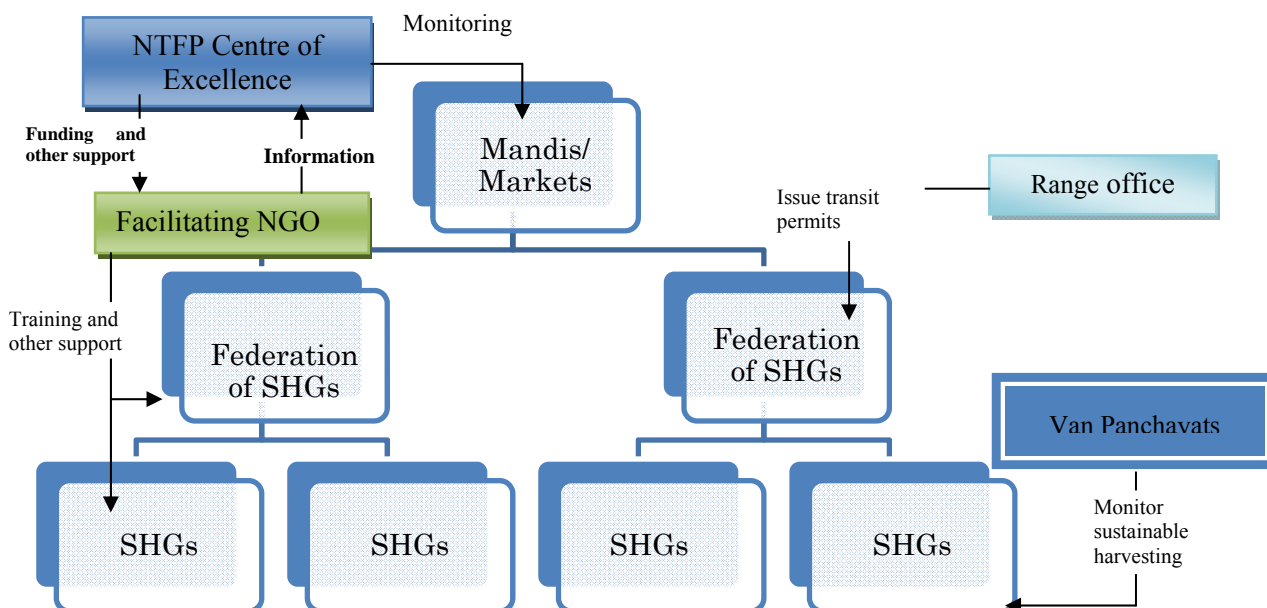 Monitoring
NTFP Centre of
Excellence
Funding and
other support
Information
Mandis/
Markets
Range office
Issue transit
permits
Facilitating NGO
Training and
other support
Federation
of SHGs
Federation
of SHGs
Van Panchavats
SHGs
SHGs
SHGs
SHGs
Monitor
sustainable
harvesting